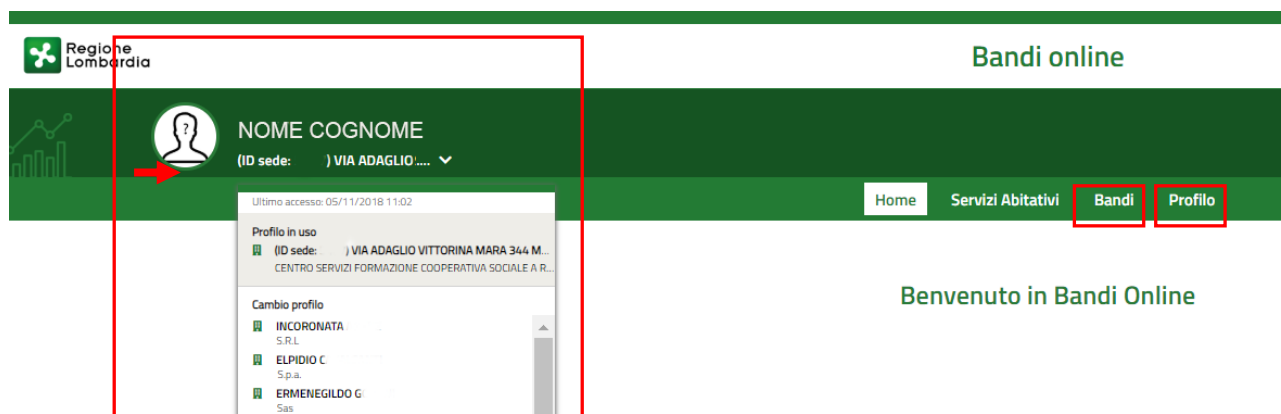 Regione
Lombardia
Bandi online
NOME COGNOME
(ID sede: ) VIA ADAGLIO:....
Home Servizi Abitativi Bandi Profilo
Ultimo accesso: 05/11/2018 11:02
Profilo in uso
(ID sede: ) VIA ADAGLIO VITTORINA MARA 344 M...
CENTRO SERVIZI FORMAZIONE COOPERATIVA SOCIALE A R...
Benvenuto in Bandi Online
Cambio profilo
INCORONATA
S.R.L
ELPIDIO C
S.p.a.
ERMENEGILDO G
Sas